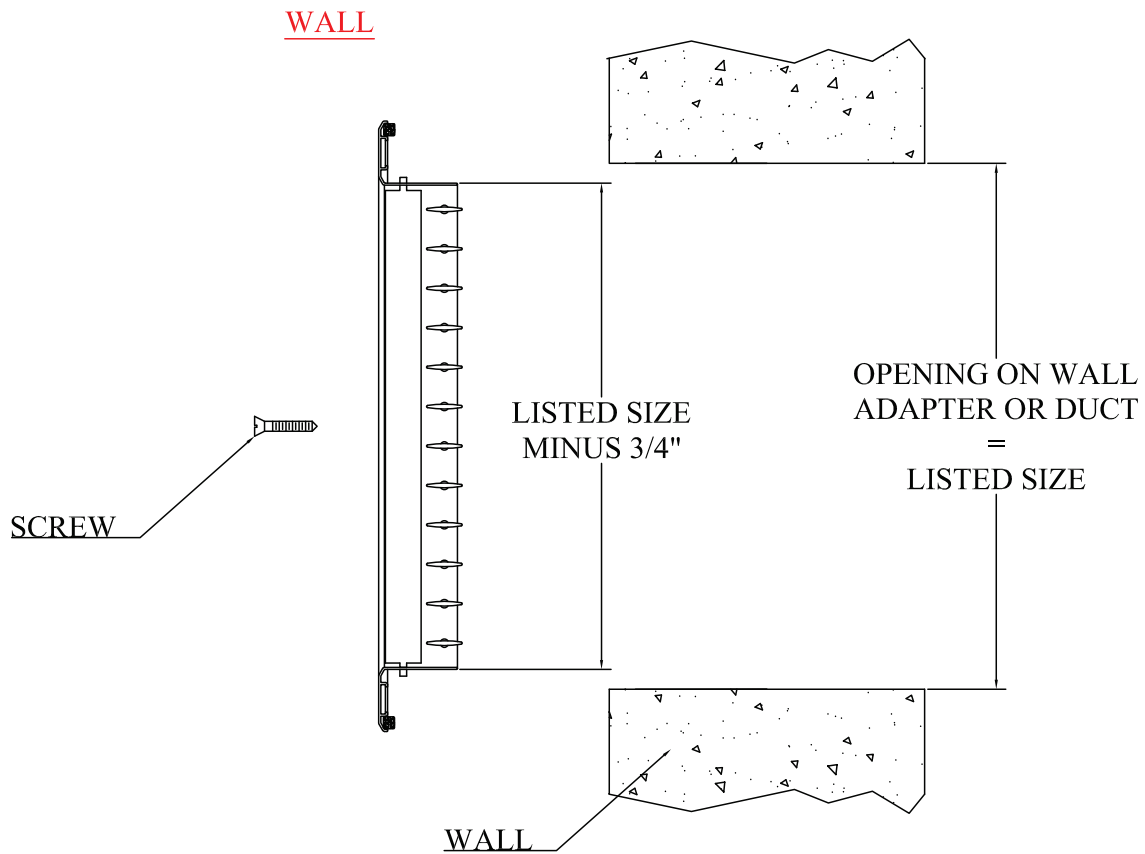 WALL
OPENING ON WALL
ADAPTER OR DUCT
=
LISTED SIZE
LISTED SIZE
MINUS 3/4"
SCREW
WALL